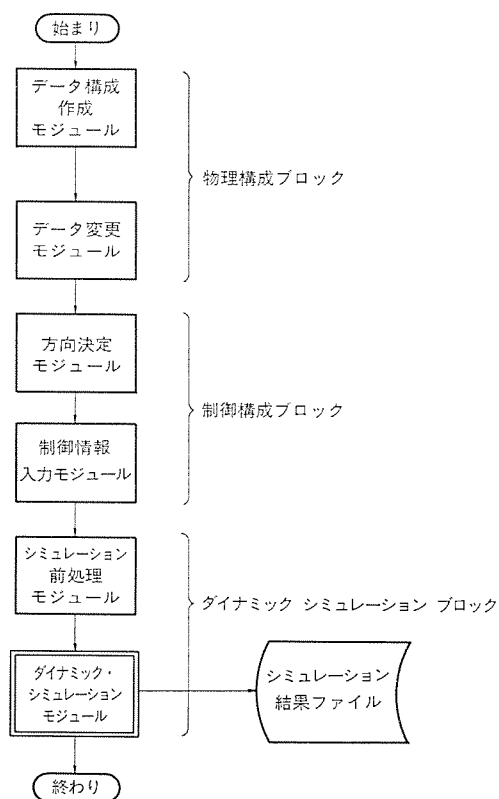 始まり
データ構成
作成
モジュール
物理構成ブロック
データ変更
モジュール
方向決定
モジュール
制御構成ブロック
制御情報
入力モジュール
シミュレーション
前処理
モジュール
ダイナミック シミュレーション ブロック
ダイナミック・
シミュレーション
モジュール
シミュレーション
結果ファイル
終わり